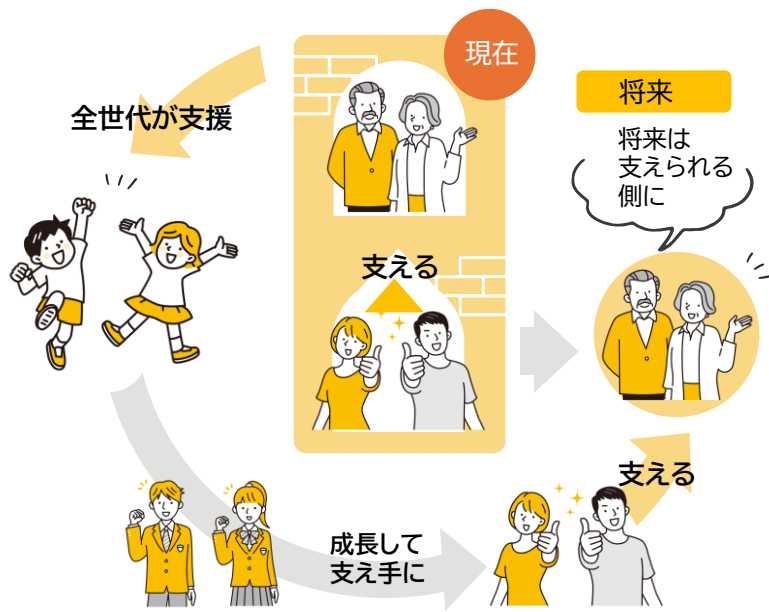 現在
全世代が支援
支える
将来
将来は
支えられる
側に
支える
成長して
支え手に